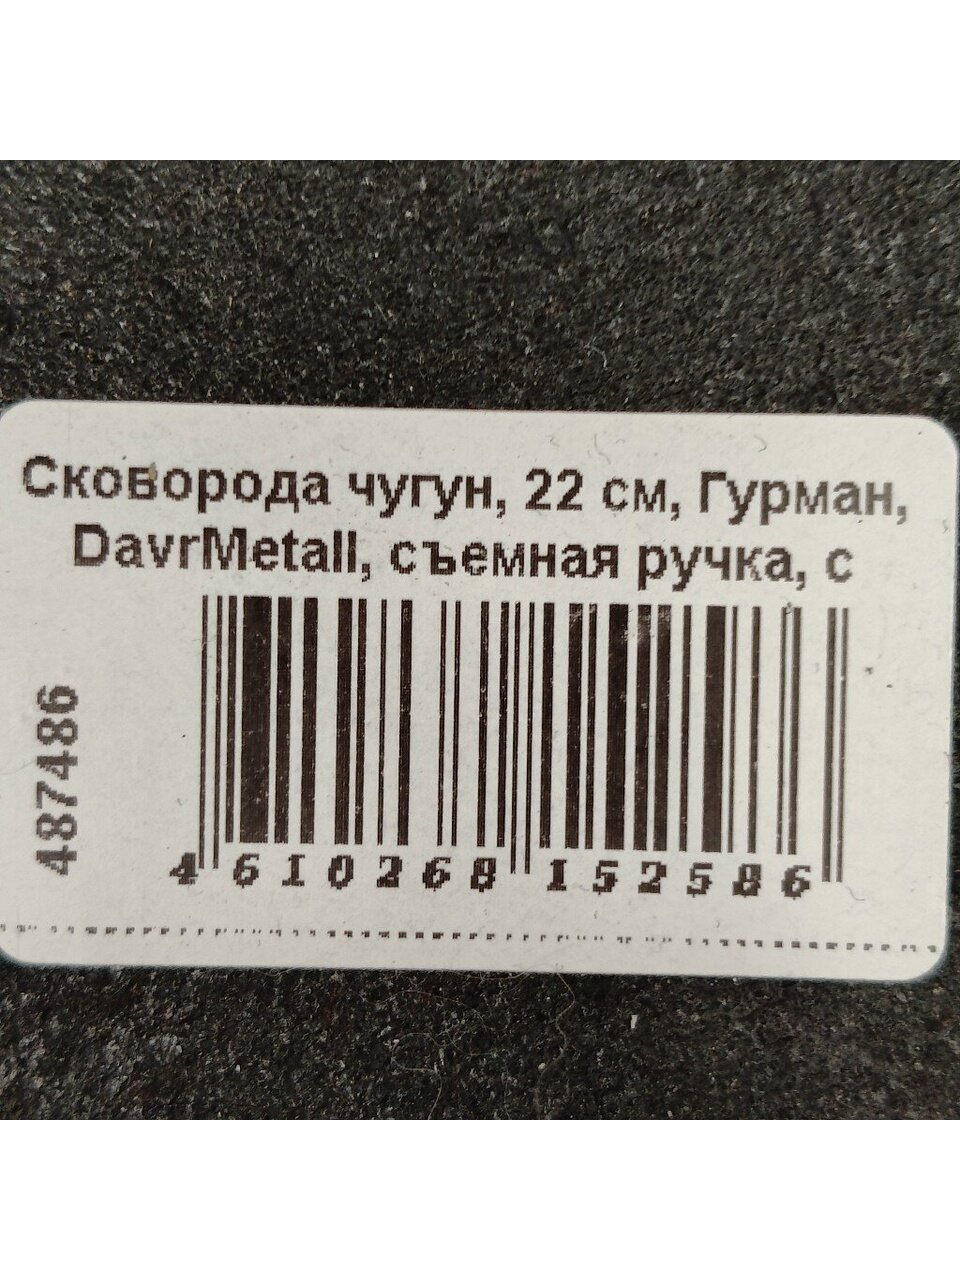 Сковорода чугун, 22 см, Гурман,
DavrMetall, съемная ручка, с
487486
4 610268 152586